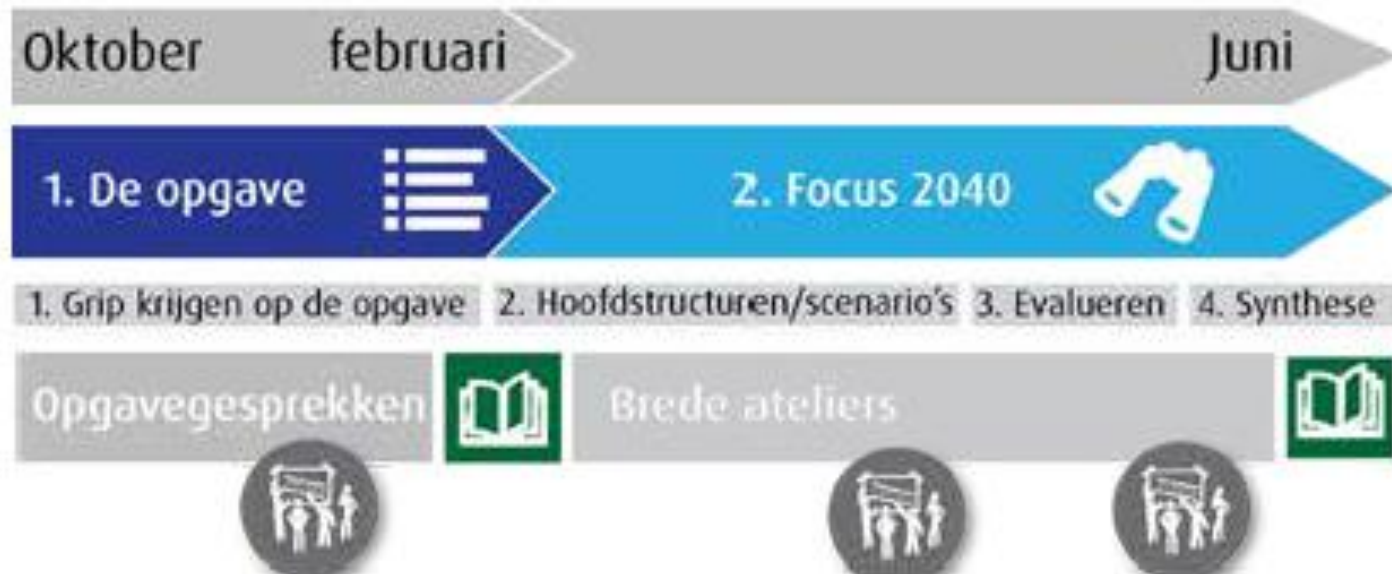 Oktober februari Juni
1. De opgave 2. Focus 2040
1. Grip krijgen op de opgave 2. Hoofdstructuren/scenario's 3. Evalueren 4. Synthese
Opgavegesprekken Brede ateliers